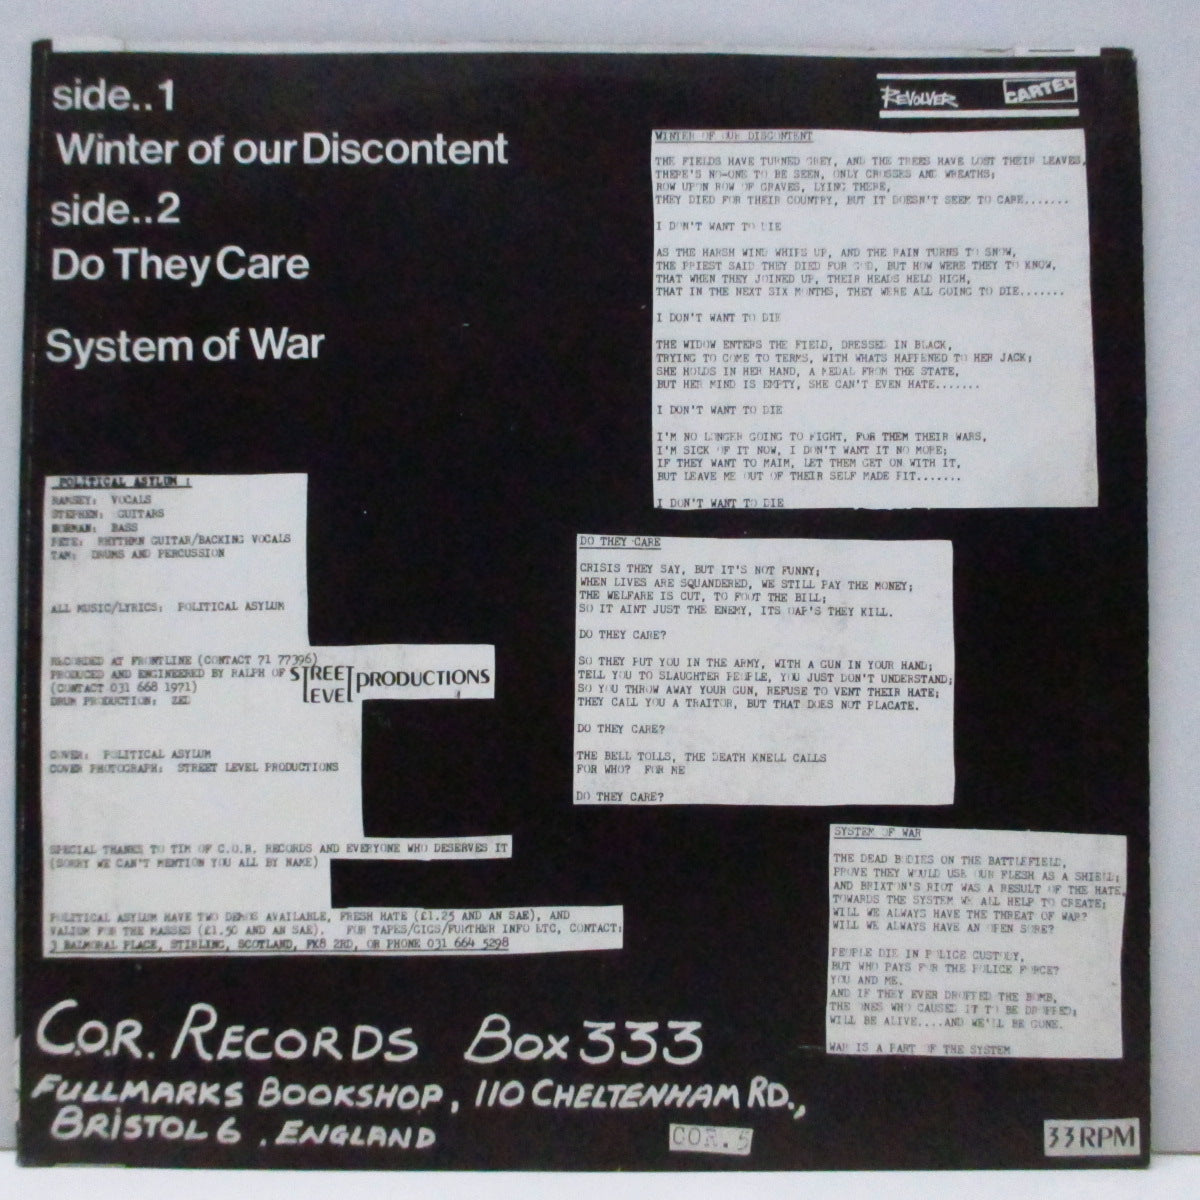 side..1
Winter of our Discontent
side..2
Do They Care
System of War
REVOLVER
CARTEL
WINTER OF OUR DISCONTENT
THE FIELDS HAVE TURNED GREY, AND THE TREES HAVE LOST THEIR LEAVES,
THERE'S NO-ONE TO BE SEEN, ONLY CROSSES AND WREATHS;
ROW UPON ROW OF GRAVES, LYING THERE,
THEY DIED FOR THEIR COUNTRY, BUT IT DOESN'T SEEM TO CARE.......
I DON'T WANT TO DIE
AS THE HARSH WIND WHIPS UP, AND THE RAIN TURNS TO SNOW,
THE PRIEST SAID THEY DIED FOR GOD, BUT HOW WERE THEY TO KNOW,
THAT WHEN THEY JOINED UP, THEIR HEADS HELD HIGH,
THAT IN THE NEXT SIX MONTHS, THEY WERE ALL GOING TO DIE.......
I DON'T WANT TO DIE
THE WIDOW ENTERS THE FIELD, DRESSED IN BLACK,
TRYING TO COME TO TERMS, WITH WHATS HAPPENED TO HER JACK;
SHE HOLDS IN HER HAND, A MEDAL FROM THE STATE,
BUT HER MIND IS EMPTY, SHE CAN'T EVEN HATE.......
I DON'T WANT TO DIE
I'M NO LONGER GOING TO FIGHT, FOR THEM THEIR WARS,
I'M SICK OF IT NOW, I DON'T WANT IT NO MORE;
IF THEY WANT TO MAIM, LET THEM GET ON WITH IT,
BUT LEAVE ME OUT OF THEIR SELF MADE PIT.......
I DON'T WANT TO DIE
POLITICAL ASYLUM :
RAMSEY: VOCALS
STEPHEN: GUITARS
NORMAN: BASS
PETE: RHYTHMN GUITAR/BACKING VOCALS
TAM: DRUMS AND PERCUSSION
ALL MUSIC/LYRICS: POLITICAL ASYLUM
RECORDED AT FRONTLINE (CONTACT 71 77396)
PRODUCED AND ENGINEERED BY RALPH OF STREET LEVEL PRODUCTIONS
(CONTACT 031 668 1971)
DRUM PRODUCTION: ZED
COVER: POLITICAL ASYLUM
COVER PHOTOGRAPH: STREET LEVEL PRODUCTIONS
SPECIAL THANKS TO TIM OF C.O.R. RECORDS AND EVERYONE WHO DESERVES IT
(SORRY WE CAN'T MENTION YOU ALL BY NAME)
POLITICAL ASYLUM HAVE TWO DEMOS AVAILABLE, FRESH HATE (£1.25 AND AN SAE), AND
VALIUM FOR THE MASSES (£1.50 AND AN SAE). FOR TAPES/GIGS/FURTHER INFO ETC, CONTACT:
3 BALMORAL PLACE, STIRLING, SCOTLAND, FK8 2RD, OR PHONE 031 664 5298
DO THEY CARE
CRISIS THEY SAY, BUT IT'S NOT FUNNY;
WHEN LIVES ARE SQUANDERED, WE STILL PAY THE MONEY;
THE WELFARE IS CUT, TO FOOT THE BILL;
SO IT AINT JUST THE ENEMY, ITS OAP'S THEY KILL.
DO THEY CARE?
SO THEY PUT YOU IN THE ARMY, WITH A GUN IN YOUR HAND;
TELL YOU TO SLAUGHTER PEOPLE, YOU JUST DON'T UNDERSTAND;
SO YOU THROW AWAY YOUR GUN, REFUSE TO VENT THEIR HATE;
THEY CALL YOU A TRAITOR, BUT THAT DOES NOT PLACATE.
DO THEY CARE?
THE BELL TOLLS, THE DEATH KNELL CALLS
FOR WHO? FOR ME
DO THEY CARE?
SYSTEM OF WAR
THE DEAD BODIES ON THE BATTLEFIELD,
PROVE THEY WOULD USE OUR FLESH AS A SHIELD;
AND BRIXTON'S RIOT WAS A RESULT OF THE HATE,
TOWARDS THE SYSTEM WE ALL HELP TO CREATE;
WILL WE ALWAYS HAVE THE THREAT OF WAR?
WILL WE ALWAYS HAVE AN OPEN SORE?
PEOPLE DIE IN POLICE CUSTODY,
BUT WHO PAYS FOR THE POLICE FORCE?
YOU AND ME.
AND IF THEY EVER DROPPED THE BOMB,
THE ONES WHO CAUSED IT TO BE DROPPED;
WILL BE ALIVE....AND WE'LL BE GONE.
WAR IS A PART OF THE SYSTEM
C.O.R. RECORDS BOX 333
FULLMARKS BOOKSHOP, 110 CHELTENHAM RD.,
BRISTOL 6, ENGLAND
COR.5
33RPM